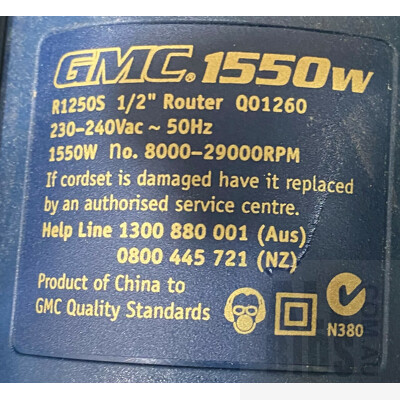 GMC. 1550W
R1250S 1/2" Router Q01260
230-240Vac ~ 50Hz
1550W no. 8000-29000RPM
If cordset is damaged have it replaced
by an authorised service centre.
Help Line 1300 880 001 (Aus)
0800 445 721 (NZ)
Product of China to
GMC Quality Standards
N380